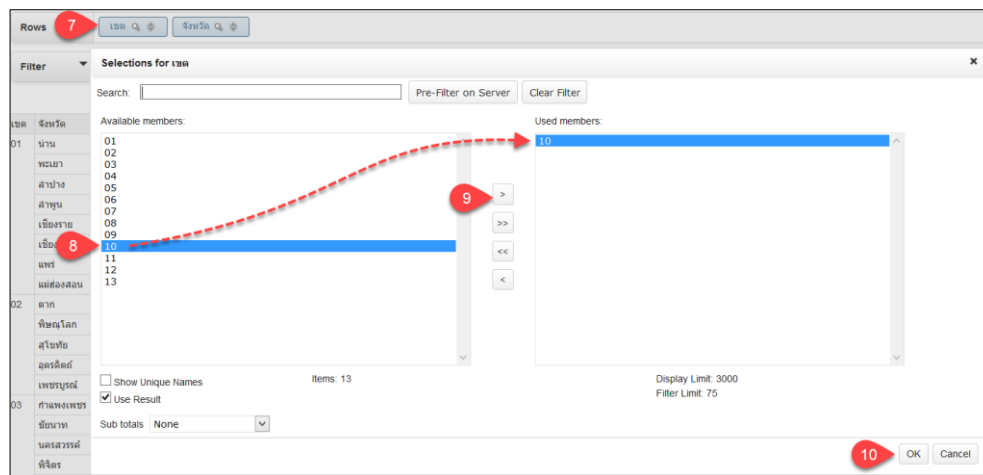 Rows 7 เขต จังหวัด
Filter Selections for เขต
Search: Pre-Filter on Server Clear Filter
เขต จังหวัด Available members: Used members:
01 น่าน
พะเยา
ลำปาง
ลำพูน
เชียงราย
แพร่
แม่ฮ่องสอน
02 ตาก
พิษณุโลก
สุโขทัย
อุตรดิตถ์
เพชรบูรณ์
03 กำแพงเพชร
ชัยนาท
นครสวรรค์
พิจิตร
01
02
03
04
05
06
07
08
09
8 10
11
12
13
10
9 >
>>
<<
<
Show Unique Names Items: 13 Display Limit: 3000
Use Result Filter Limit: 75
Sub totals None
10 OK Cancel